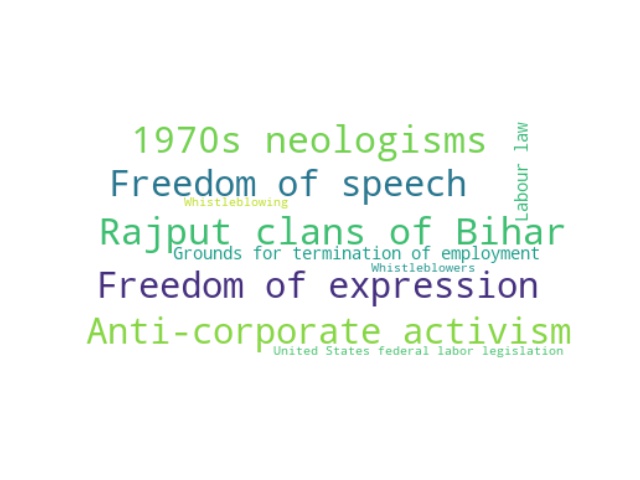 1970s neologisms
Labour law
Freedom of speech
Whistleblowing
Rajput clans of Bihar
Grounds for termination of employment
Whistleblowers
Freedom of expression
Anti-corporate activism
United States federal labor legislation